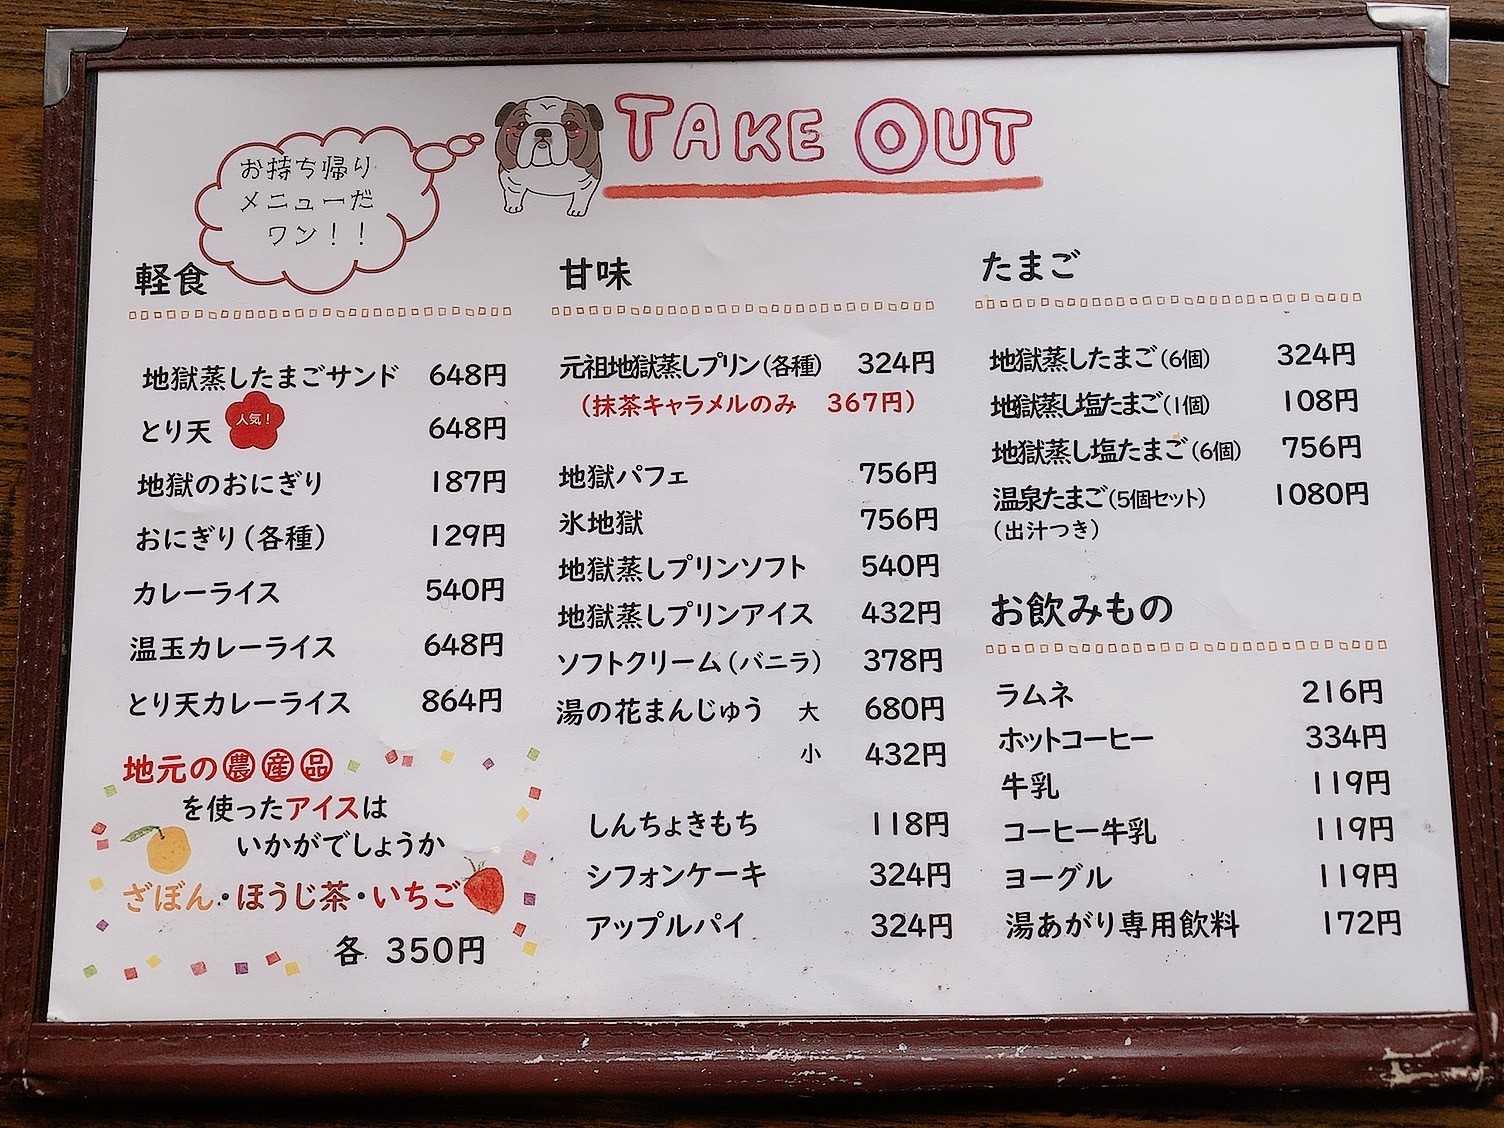 TAKE OUT
お持ち帰り
メニューだ
ワン！！
軽食
地獄蒸したまごサンド 648円
人気！
とり天 648円
地獄のおにぎり 187円
おにぎり（各種） 129円
カレーライス 540円
温玉カレーライス 648円
とり天カレーライス 864円
地元の農産品
を使ったアイスは
いかがでしょうか
ざぼん・ほうじ茶・いちご
各 350円
甘味
元祖地獄蒸しプリン（各種） 324円
（抹茶キャラメルのみ 367円）
地獄パフェ 756円
氷地獄 756円
地獄蒸しプリンソフト 540円
地獄蒸しプリンアイス 432円
ソフトクリーム（バニラ） 378円
湯の花まんじゅう 大 680円
小 432円
しんちょきもち 118円
シフォンケーキ 324円
アップルパイ 324円
たまご
地獄蒸したまご（6個） 324円
地獄蒸し塩たまご（1個） 108円
地獄蒸し塩たまご（6個） 756円
温泉たまご（5個セット） 1080円
（出汁つき）
お飲みもの
ラムネ 216円
ホットコーヒー 334円
牛乳 119円
コーヒー牛乳 119円
ヨーグル 119円
湯あがり専用飲料 172円